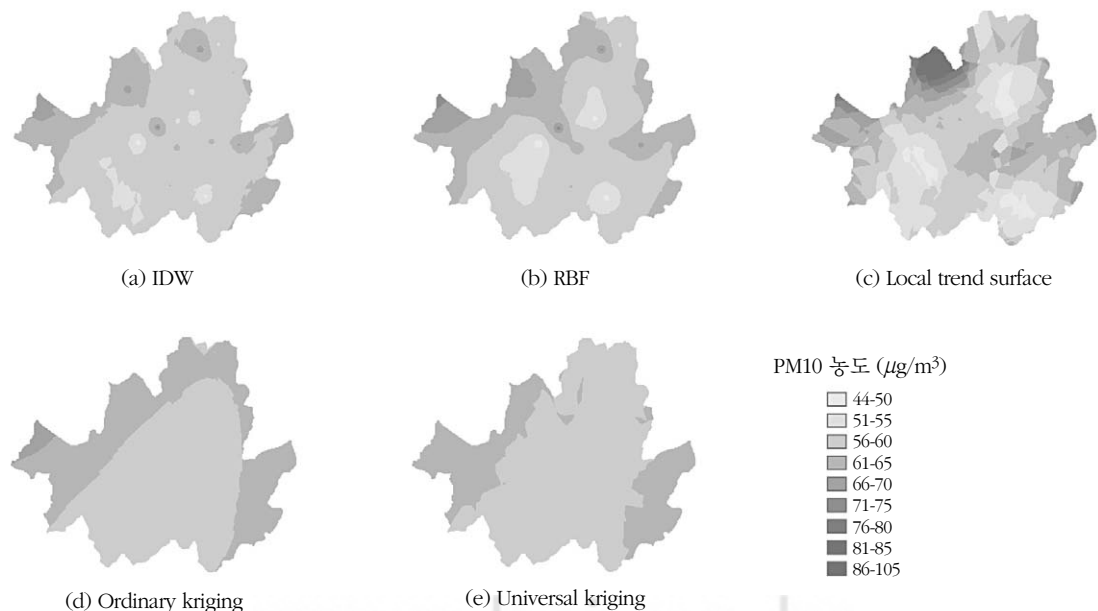 (a) IDW
(b) RBF
(c) Local trend surface
(d) Ordinary kriging
(e) Universal kriging
PM10 농도 (μg/m³)
44-50
51-55
56-60
61-65
66-70
71-75
76-80
81-85
86-105